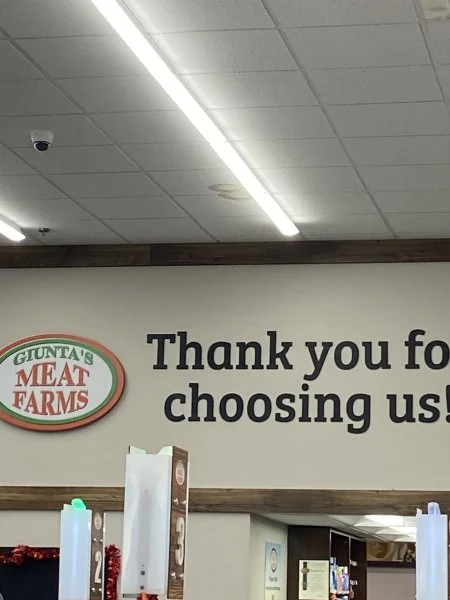 GIUNTA'S
MEAT
FARMS
Thank you fo
choosing us!
2
3